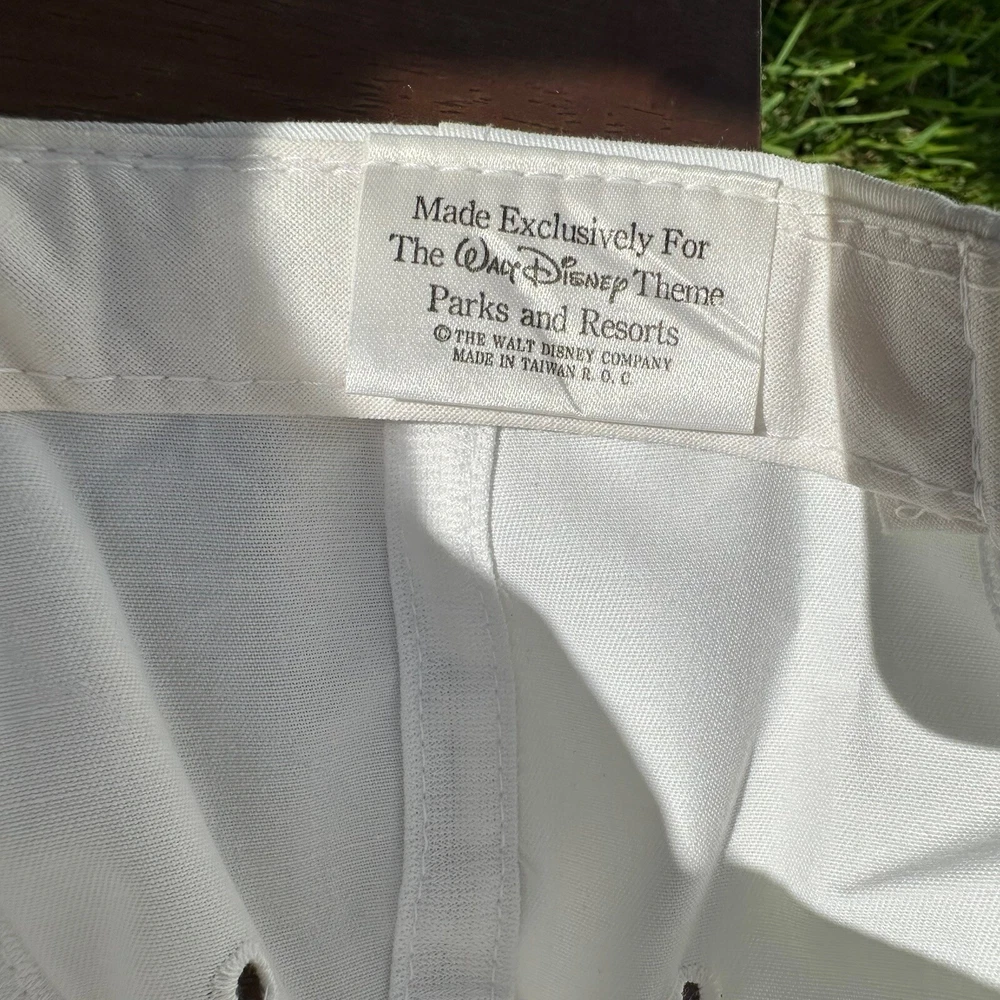 Made Exclusively For
The Walt Disney Theme
Parks and Resorts
© THE WALT DISNEY COMPANY
MADE IN TAIWAN R. O. C.